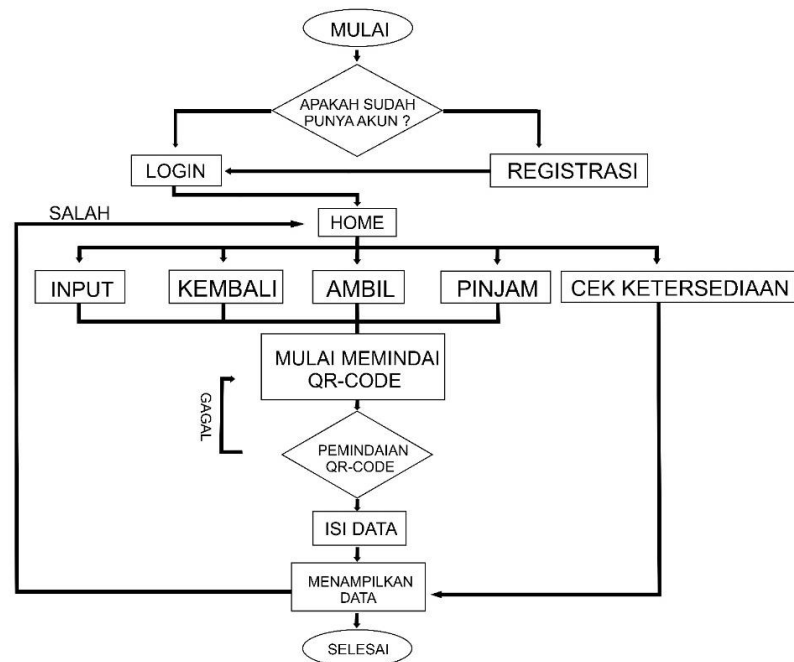 MULAI
APAKAH SUDAH
PUNYA AKUN ?
LOGIN
REGISTRASI
SALAH
HOME
INPUT
KEMBALI
AMBIL
PINJAM
CEK KETERSEDIAAN
MULAI MEMINDAI
QR-CODE
GAGAL
PEMINDAIAN
QR-CODE
ISI DATA
MENAMPILKAN
DATA
SELESAI